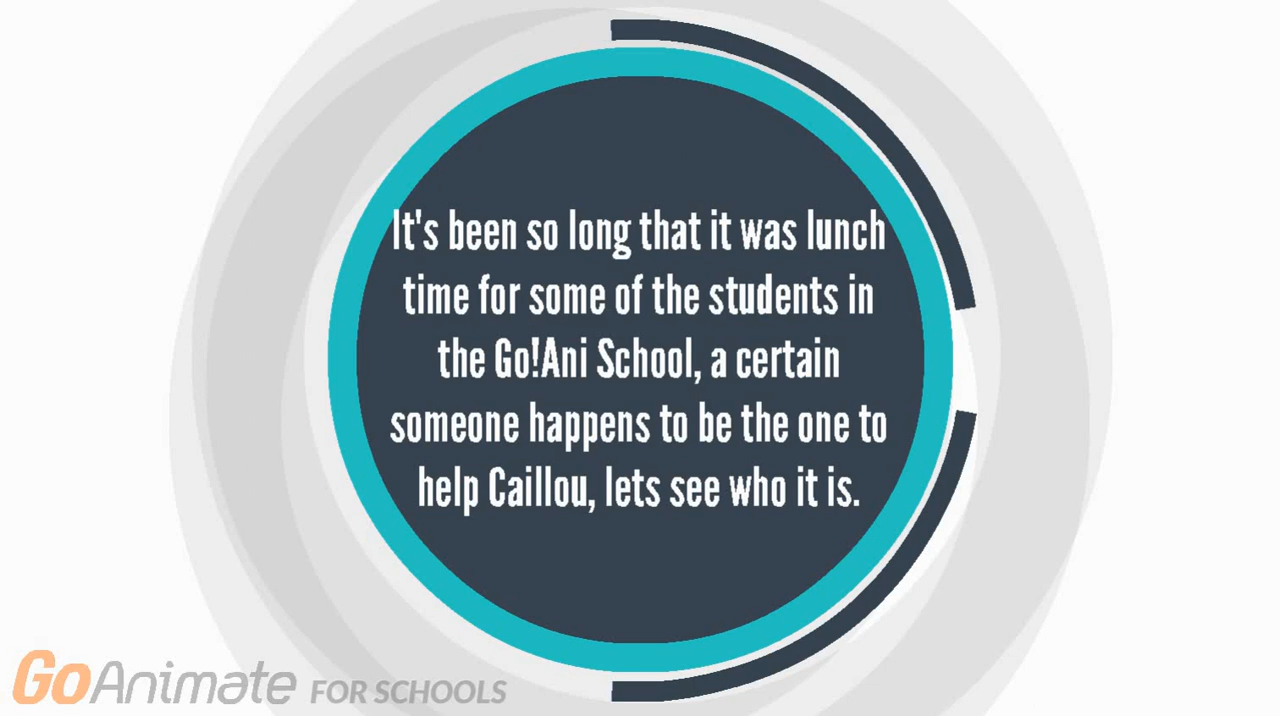 It's been so long that it was lunch
time for some of the students in
the Go!Ani School, a certain
someone happens to be the one to
help Caillou, lets see who it is.
GoAnimate FOR SCHOOLS